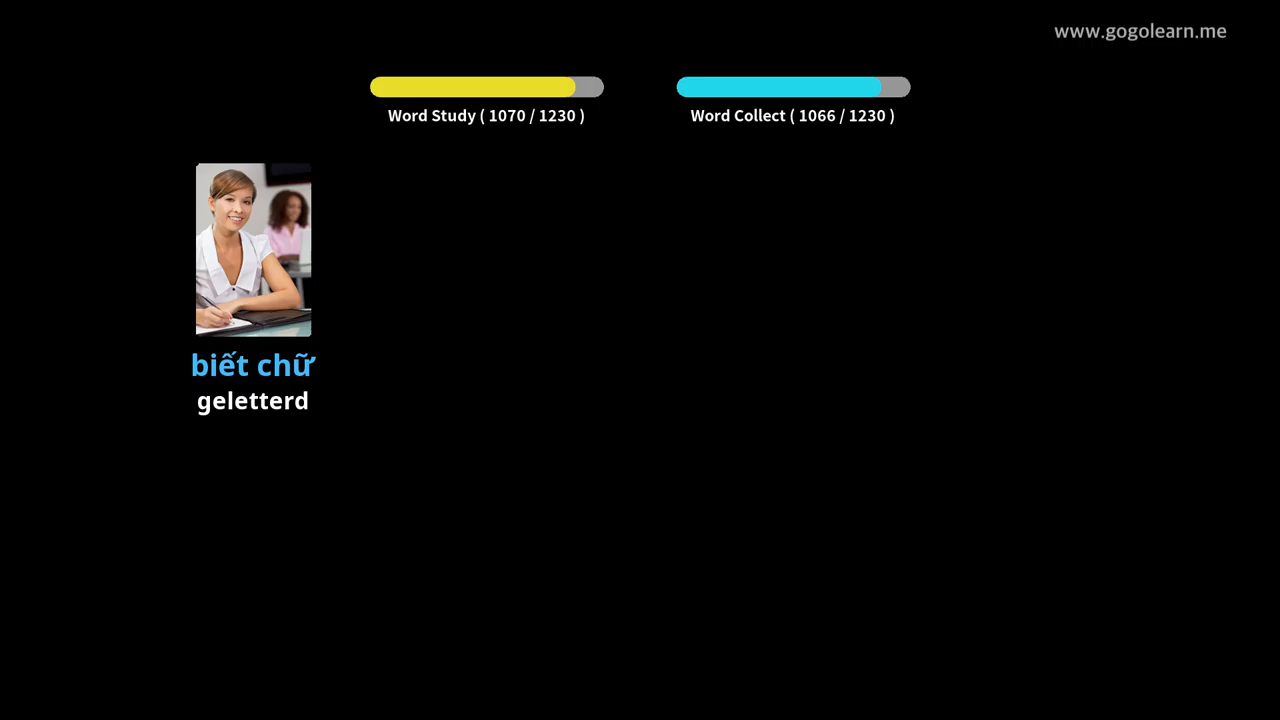 www.gogolearn.me
Word Study ( 1070 / 1230 )
Word Collect ( 1066 / 1230 )
biết chữ
geletterd